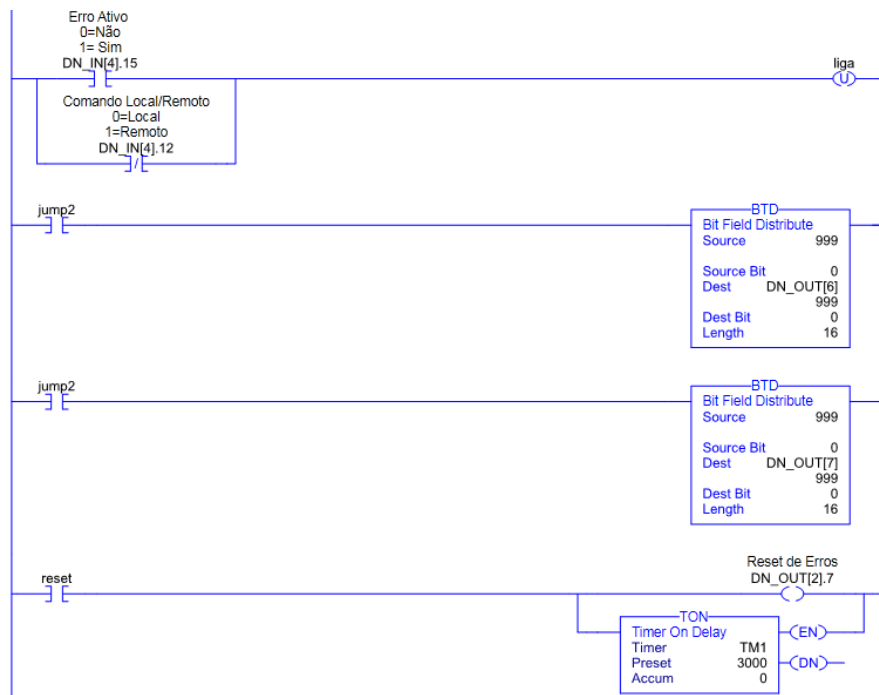 Erro Ativo
0=Não
1= Sim
DN_IN[4].15
liga
U
Comando Local/Remoto
0=Local
1=Remoto
DN_IN[4].12
/
jump2
BTD
Bit Field Distribute
Source 999
Source Bit 0
Dest DN_OUT[6]
999
Dest Bit 0
Length 16
jump2
BTD
Bit Field Distribute
Source 999
Source Bit 0
Dest DN_OUT[7]
999
Dest Bit 0
Length 16
reset
Reset de Erros
DN_OUT[2].7
TON
Timer On Delay
Timer TM1
Preset 3000
Accum 0
EN
DN